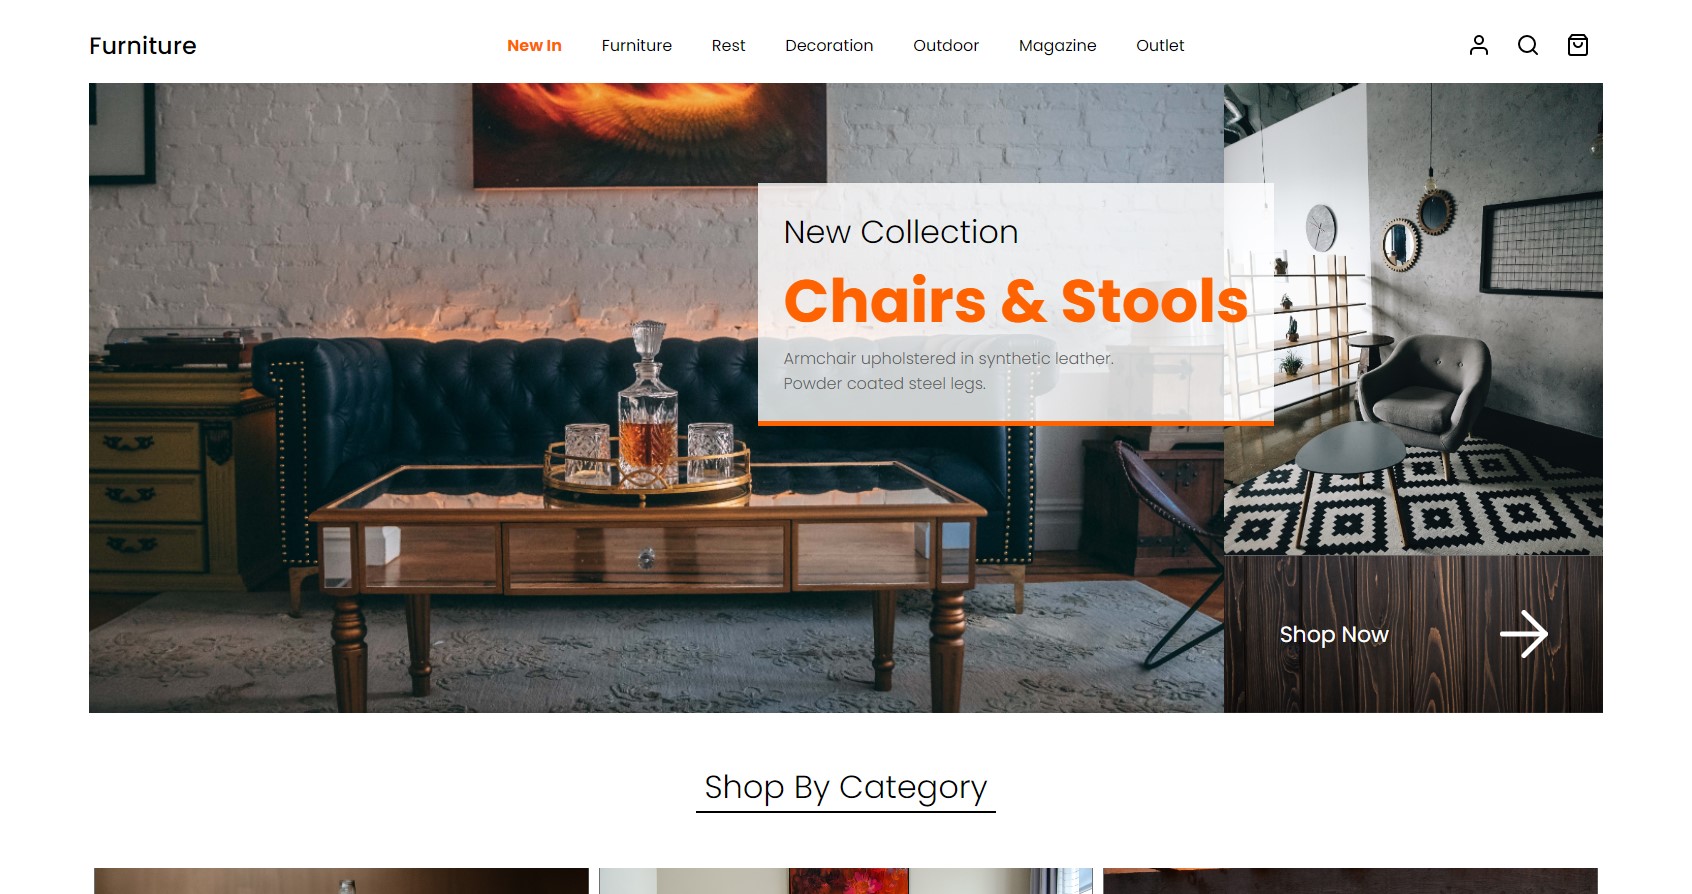 Furniture
New In
Furniture
Rest
Decoration
Outdoor
Magazine
Outlet
New Collection
Chairs & Stools
Armchair upholstered in synthetic leather.
Powder coated steel legs.
Shop Now
Shop By Category